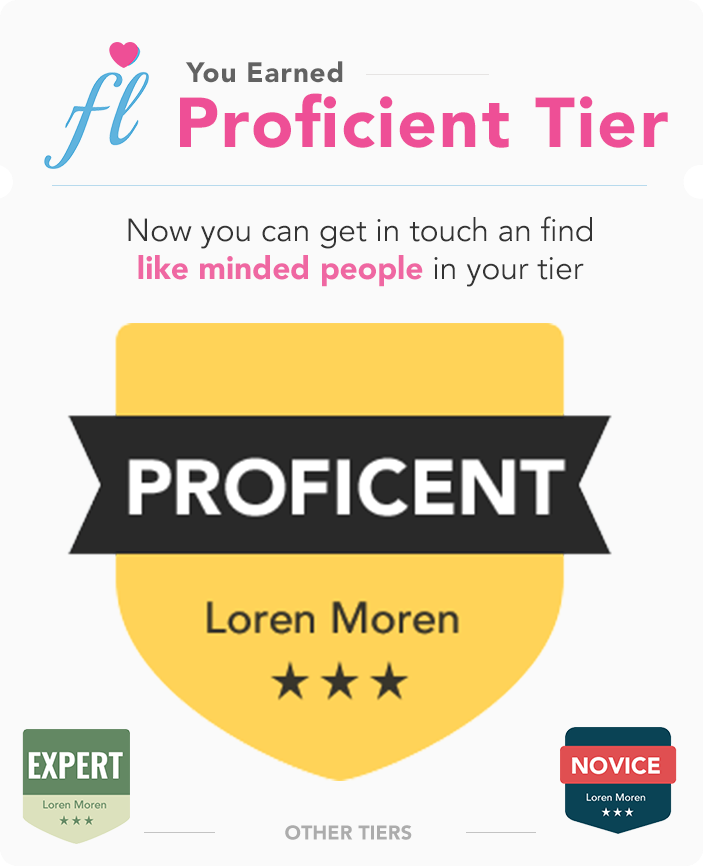 fl
You Earned
Proficient Tier
Now you can get in touch an find
like minded people in your tier
PROFICENT
Loren Moren
★★★
EXPERT
Loren Moren
★★★
NOVICE
Loren Moren
★★★
OTHER TIERS